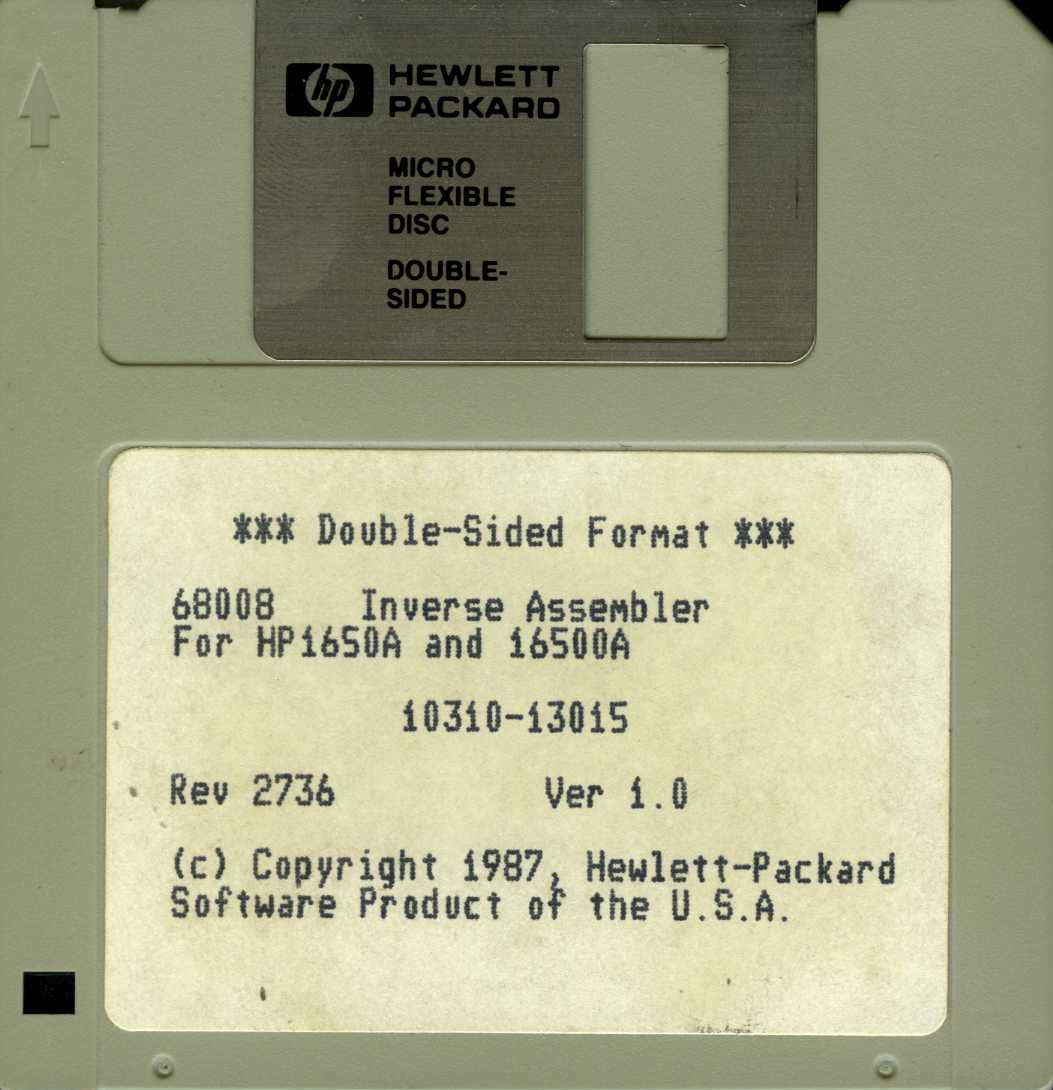 hp HEWLETT
PACKARD
MICRO
FLEXIBLE
DISC
DOUBLE-
SIDED
*** Double-Sided Format ***
68008 Inverse Assembler
For HP1650A and 16500A
10310-13015
Rev 2736 Ver 1.0
(c) Copyright 1987, Hewlett-Packard
Software Product of the U.S.A.